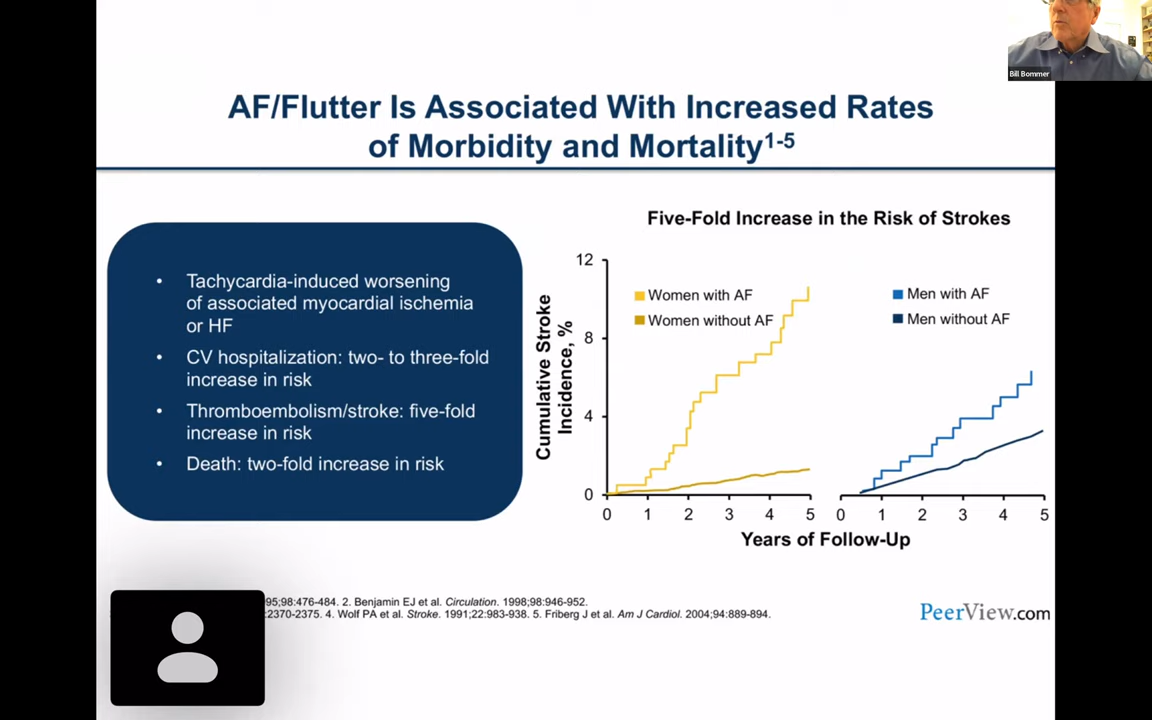 Bill Bommer
AF/Flutter Is Associated With Increased Rates
of Morbidity and Mortality1-5
• Tachycardia-induced worsening
of associated myocardial ischemia
or HF
• CV hospitalization: two- to three-fold
increase in risk
• Thromboembolism/stroke: five-fold
increase in risk
• Death: two-fold increase in risk
Five-Fold Increase in the Risk of Strokes
Cumulative Stroke
Incidence, %
12
8
4
0
Women with AF
Women without AF
Men with AF
Men without AF
0 1 2 3 4 5
0 1 2 3 4 5
Years of Follow-Up
95;98:476-484. 2. Benjamin EJ et al. Circulation. 1998;98:946-952.
:2370-2375. 4. Wolf PA et al. Stroke. 1991;22:983-938. 5. Friberg J et al. Am J Cardiol. 2004;94:889-894.
PeerView.com